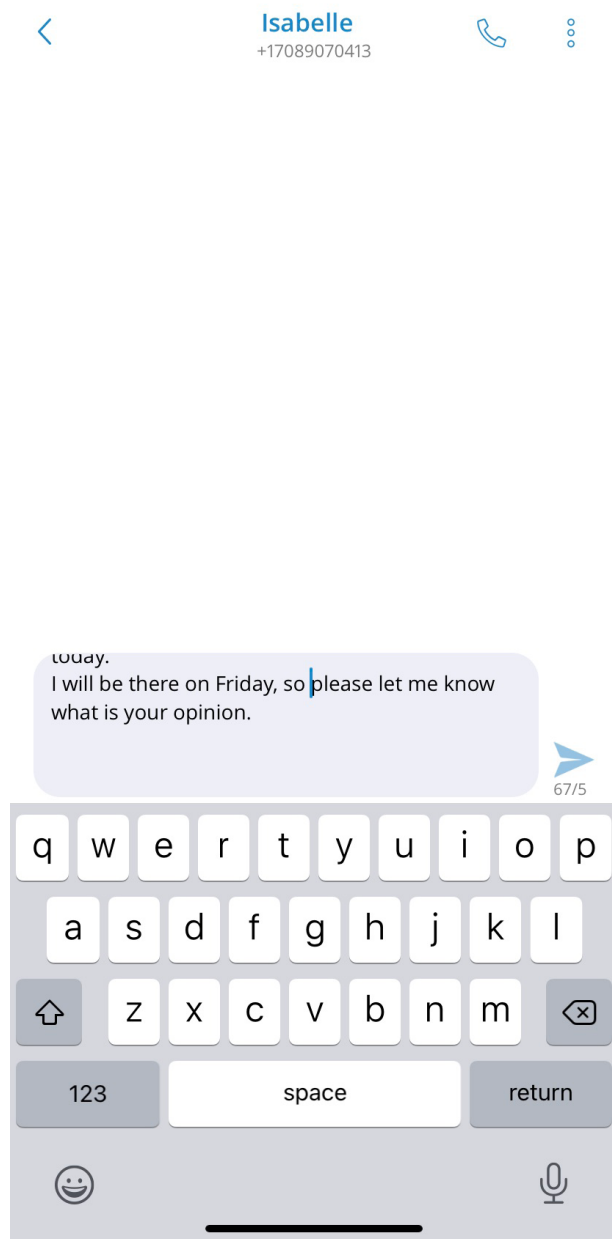 Isabelle
+17089070413
today.
I will be there on Friday, so please let me know
what is your opinion.
67/5
q w e r t y u i o p
a s d f g h j k l
z x c v b n m
123 space return